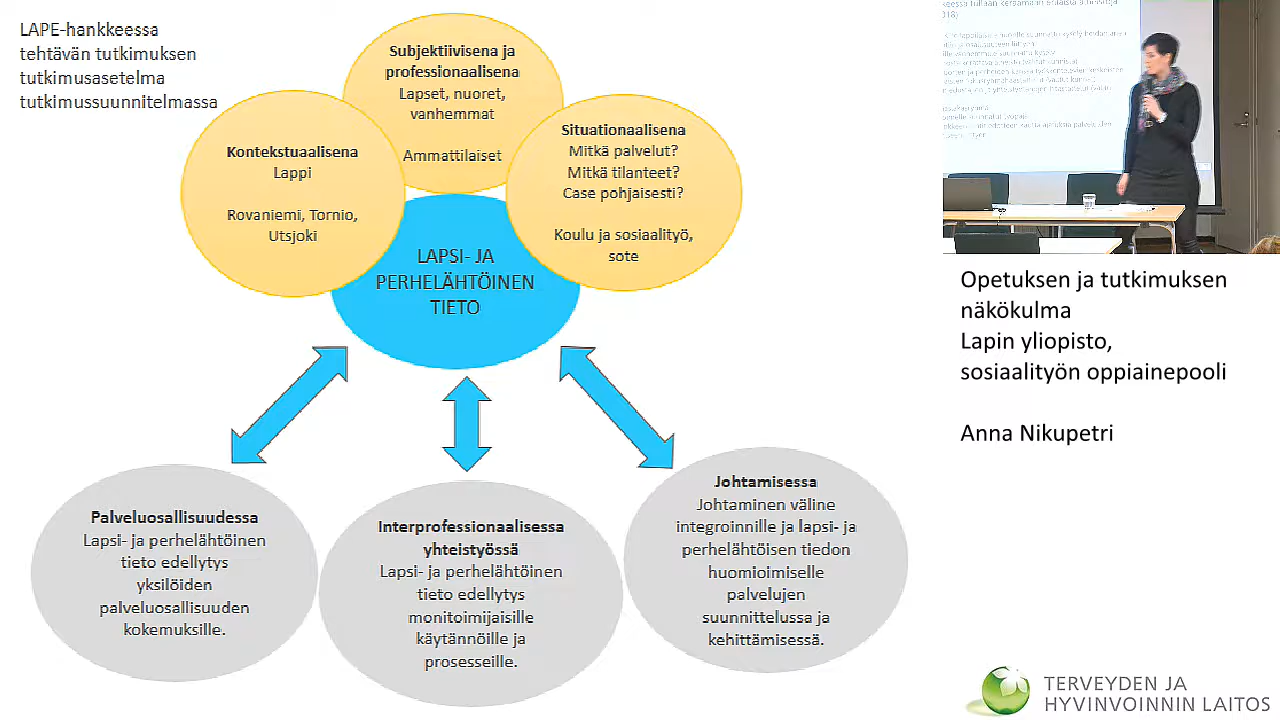 LAPE-hankkeessa
tehtävän tutkimuksen
tutkimusasetelma
tutkimussuunnitelmassa
Subjektiivisena ja
professionaalisena
Lapset, nuoret,
vanhemmat
Ammattilaiset
Kontekstuaalisena
Lappi
Rovaniemi, Tornio,
Utsjoki
Situationaalisena
Mitkä palvelut?
Mitkä tilanteet?
Case pohjaisesti?
Koulu ja sosiaalityö,
sote
LAPSI- JA
PERHELÄHTÖINEN
TIETO
Palveluosallisuudessa
Lapsi- ja perhelähtöinen
tieto edellytys
yksilöiden
palveluosallisuuden
kokemuksille.
Interprofessionaalisessa
yhteistyössä
Lapsi- ja perhelähtöinen
tieto edellytys
monitoimijaisille
käytännöille ja
prosesseille.
Johtamisessa
Johtaminen väline
integroinnille ja lapsi- ja
perhelähtöisen tiedon
huomioimiselle
palvelujen
suunnittelussa ja
kehittämisessä.
Opetuksen ja tutkimuksen
näkökulma
Lapin yliopisto,
sosiaalityön oppiainepooli
Anna Nikupetri
TERVEYDEN JA
HYVINVOINNIN LAITOS